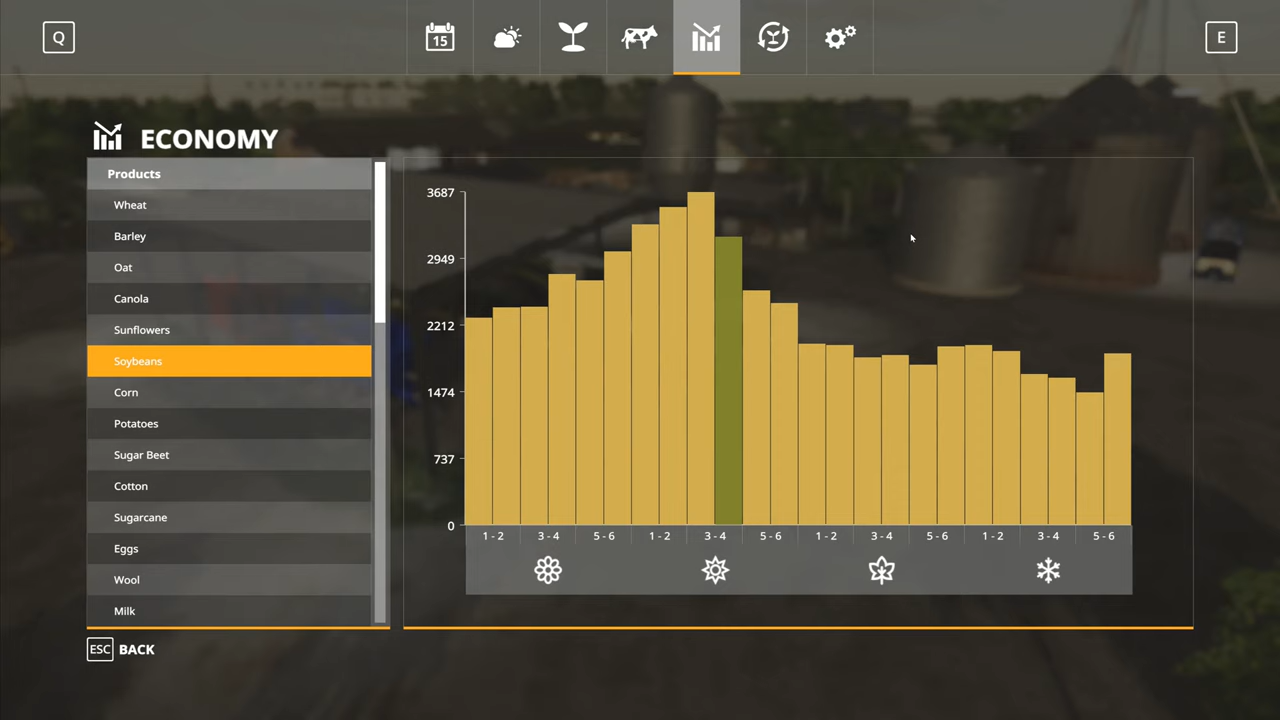 Q
15
E
ECONOMY
Products
Wheat
Barley
Oat
Canola
Sunflowers
Soybeans
Corn
Potatoes
Sugar Beet
Cotton
Sugarcane
Eggs
Wool
Milk
3687
2949
2212
1474
737
0
1 - 2 3 - 4 5 - 6 1 - 2 3 - 4 5 - 6 1 - 2 3 - 4 5 - 6 1 - 2 3 - 4 5 - 6
ESC BACK